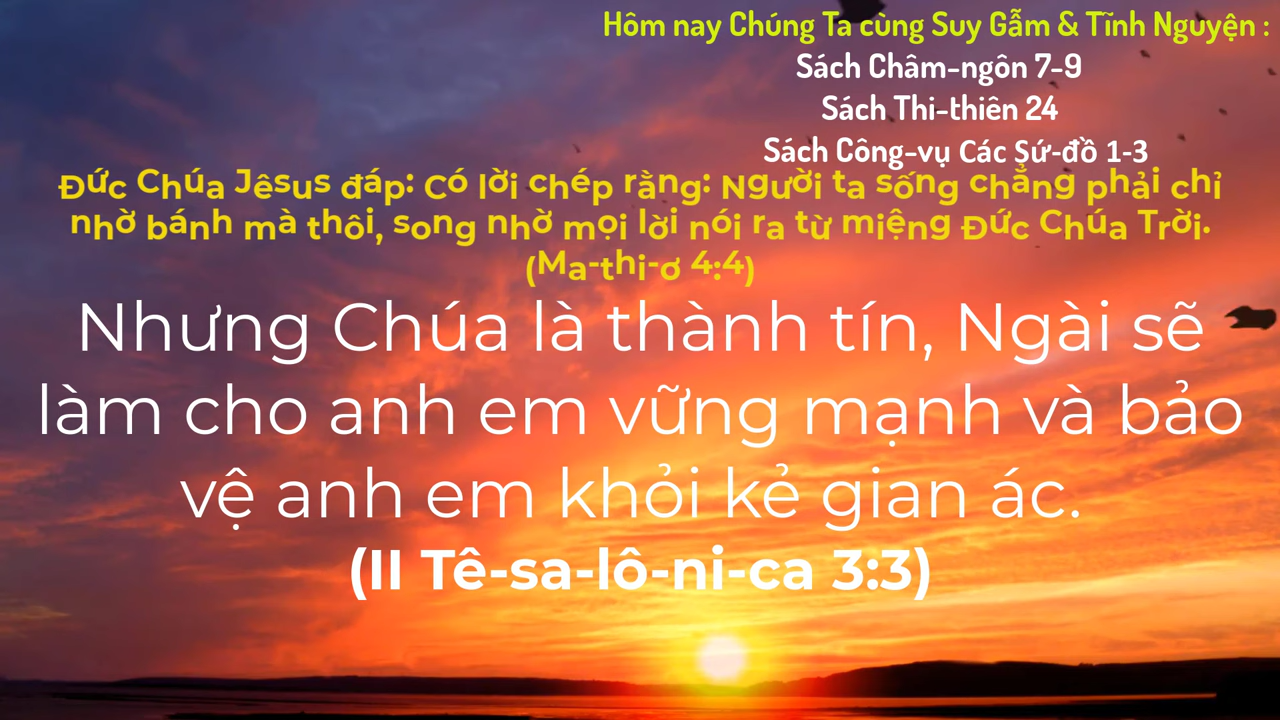 Hôm nay Chúng Ta cùng Suy Gẫm & Tĩnh Nguyện :
Sách Châm-ngôn 7-9
Sách Thi-thiên 24
Sách Công-vụ Các Sứ-đồ 1-3
Đức Chúa Jêsus đáp: Có lời chép rằng: Người ta sống chẳng phải chỉ
nhờ bánh mà thôi, song nhờ mọi lời nói ra từ miệng Đức Chúa Trời.
(Ma-thi-ơ 4:4)
Nhưng Chúa là thành tín, Ngài sẽ
làm cho anh em vững mạnh và bảo
vệ anh em khỏi kẻ gian ác.
(II Tê-sa-lô-ni-ca 3:3)